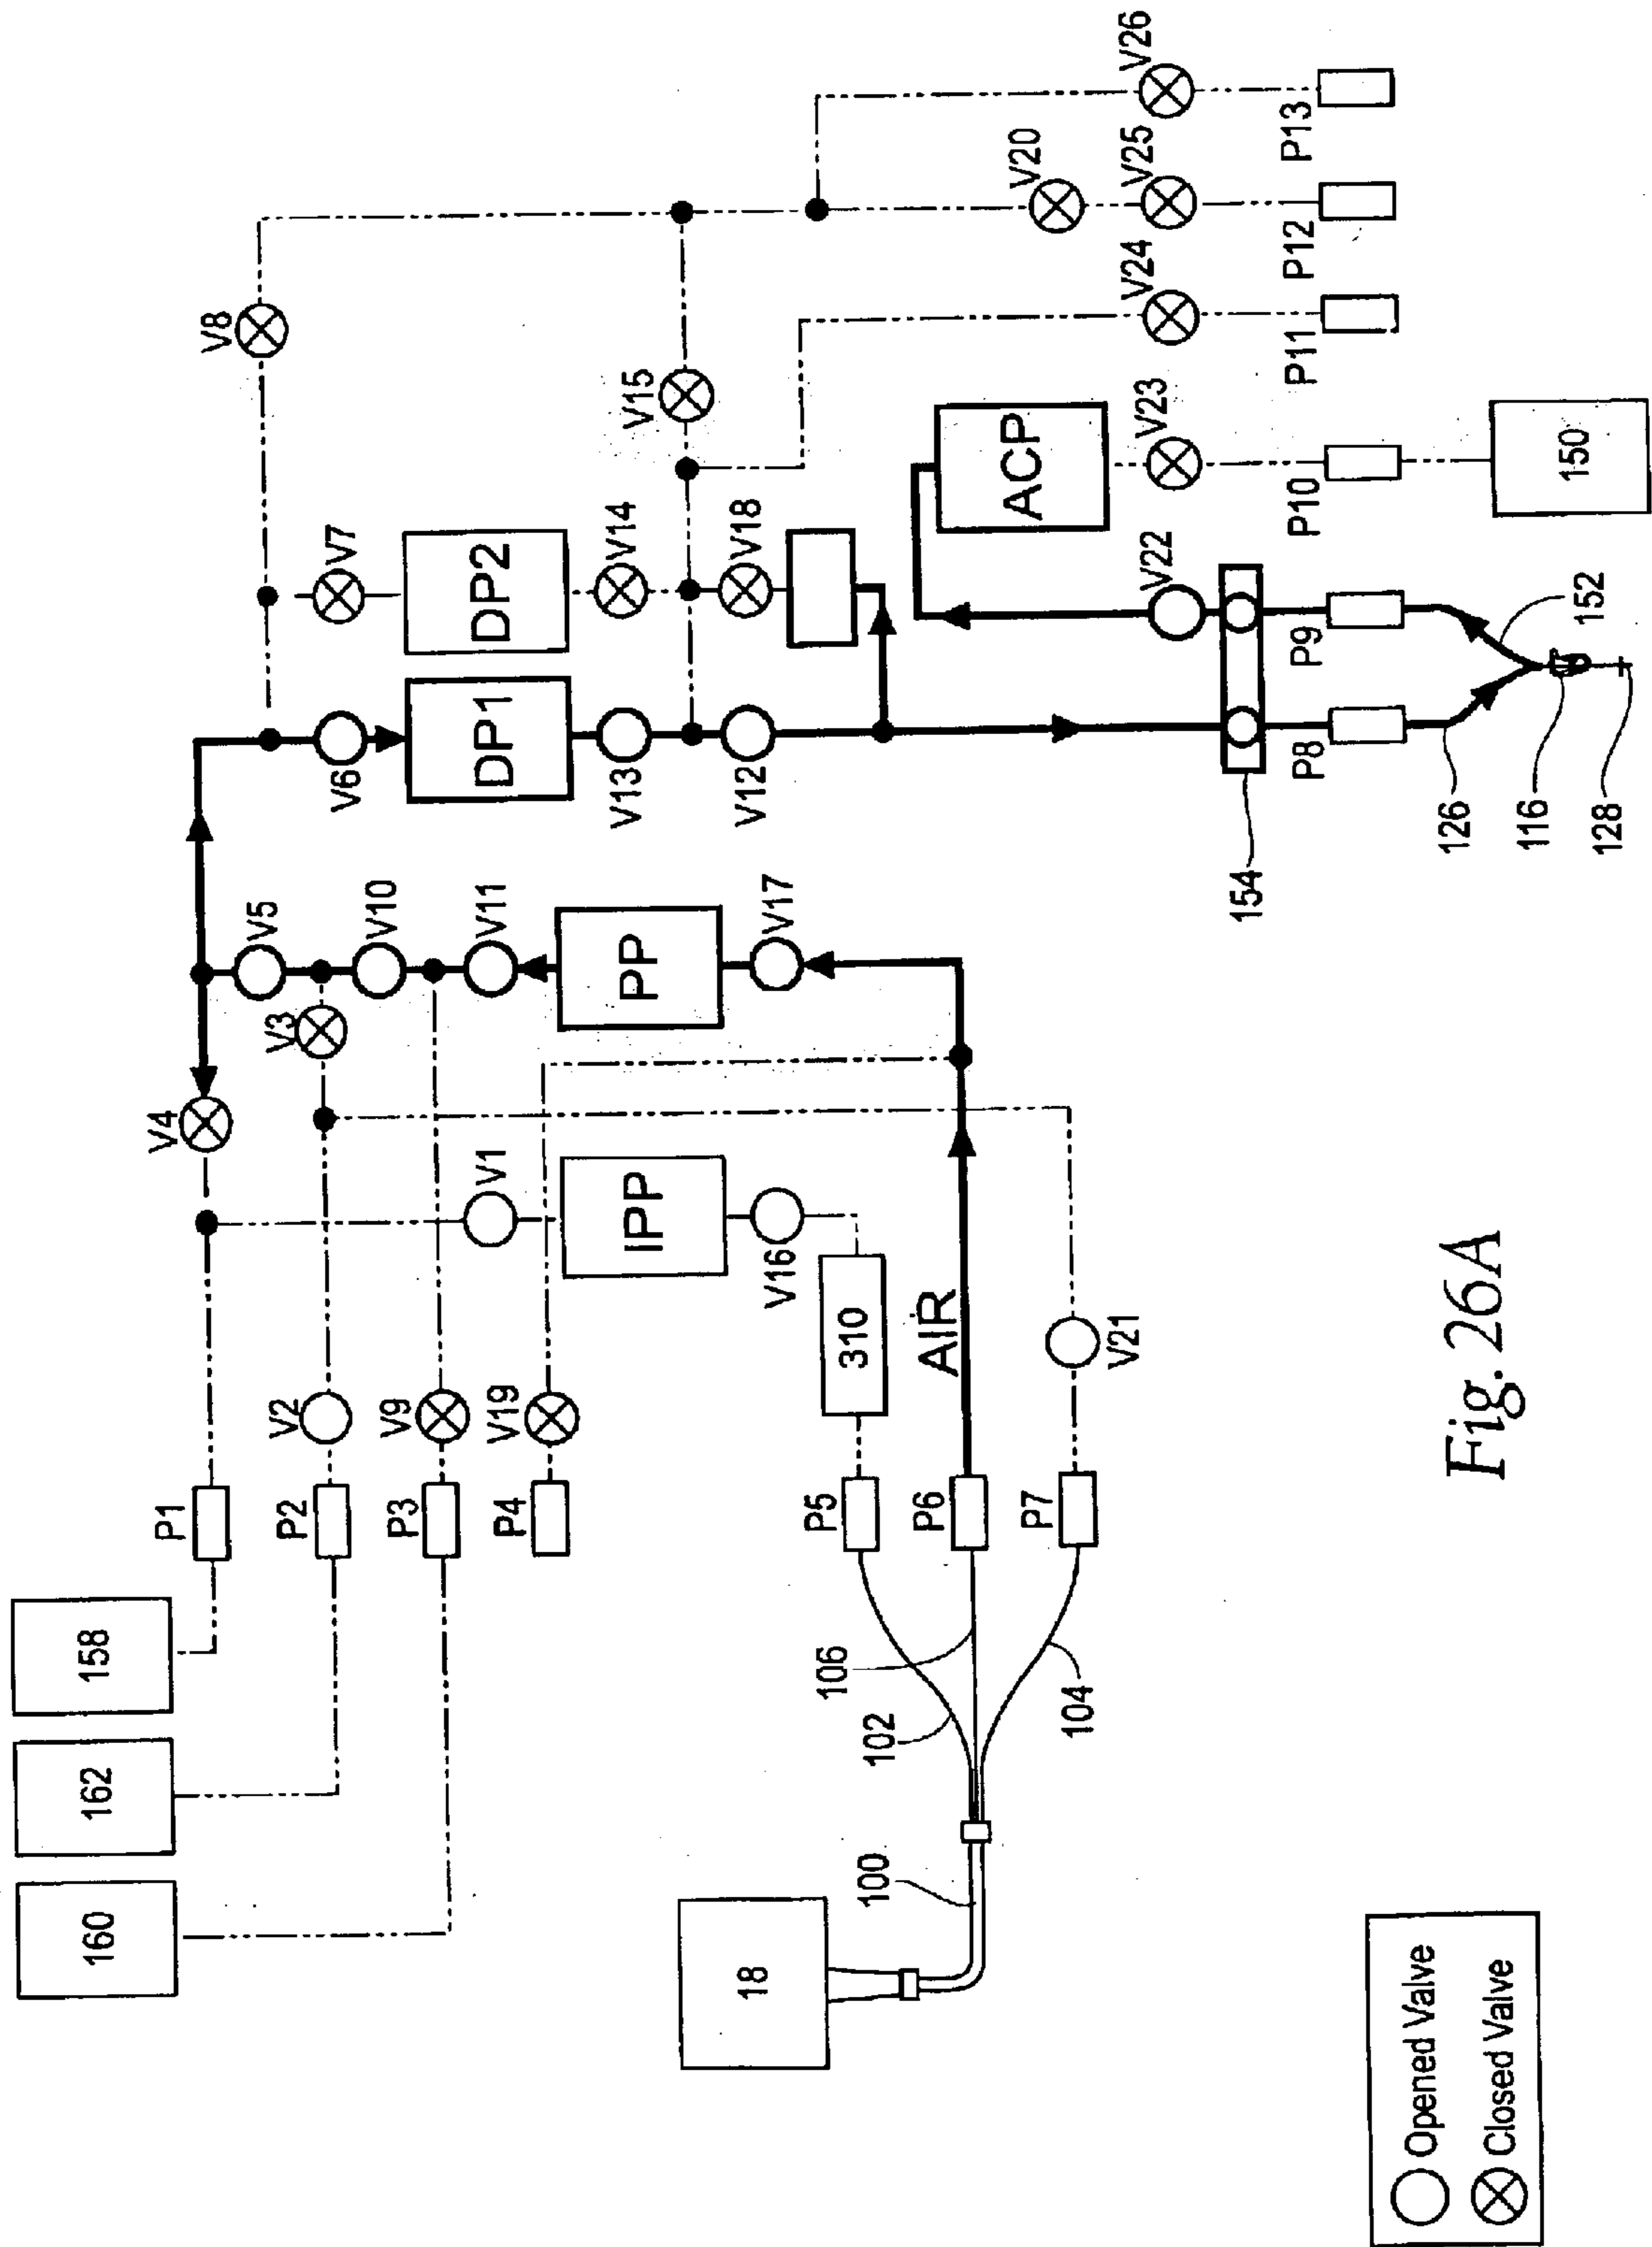 160
162
158
P1
P2
P3
P4
V2
V9
V19
V4
V3
V5
V10
V11
V1
IPP
V16
310
PP
V17
18
100
102
106
104
P5
P6
P7
AIR
V21
V6
DP1
V13
V12
V7
DP2
V14
V18
V8
V15
ACP
V22
V23
V24
V20
V25
V26
154
P8
P9
P10
P11
P12
P13
126
116
128
152
150
Opened Valve
Closed Valve
Fig. 26A